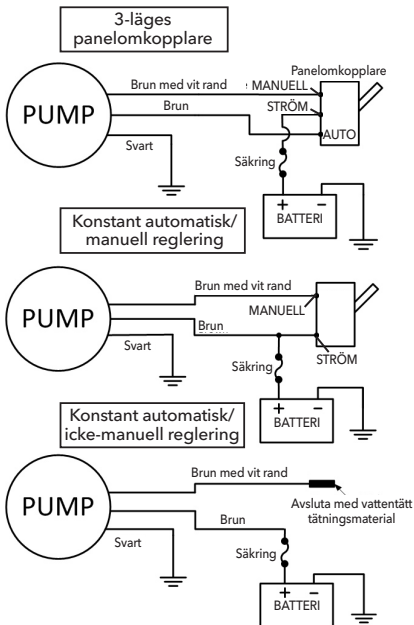 3-läges
panelomkopplare
Panelomkopplare
Brun med vit rand
MANUELL
PUMP
Brun
STRÖM
AUTO
Svart
Säkring
+ −
BATTERI
Konstant automatisk/
manuell reglering
Brun med vit rand
MANUELL
PUMP
Brun
Svart
STRÖM
Säkring
+ −
BATTERI
Konstant automatisk/
icke-manuell reglering
Brun med vit rand
PUMP
Avsluta med vattentätt
tätningsmaterial
Brun
Svart
Säkring
+ −
BATTERI